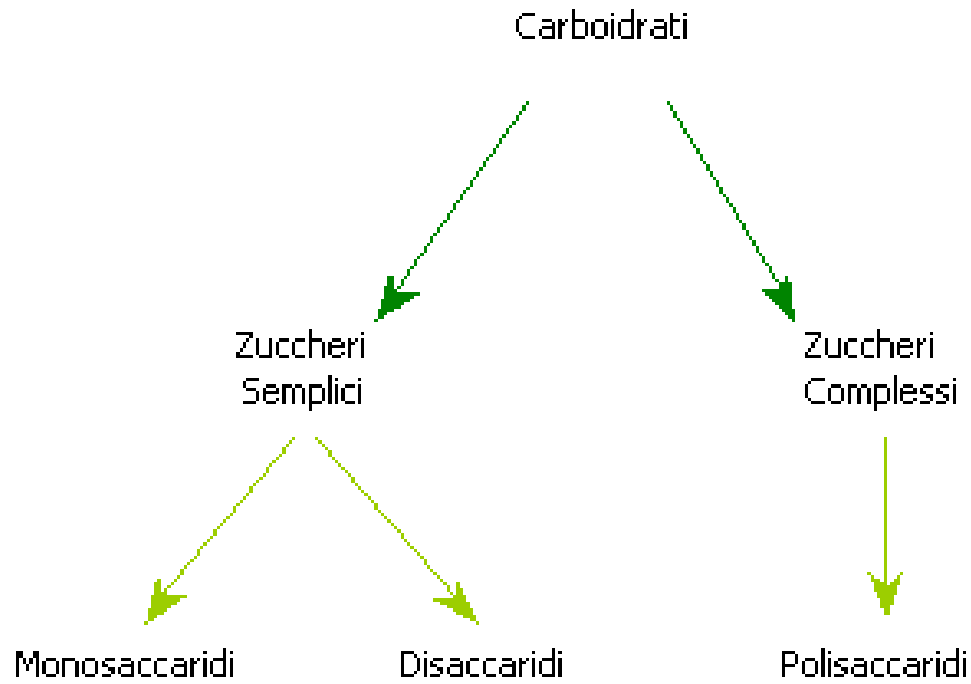 Carboidrati
Zuccheri
Semplici
Zuccheri
Complessi
Monosaccaridi
Disaccaridi
Polisaccaridi